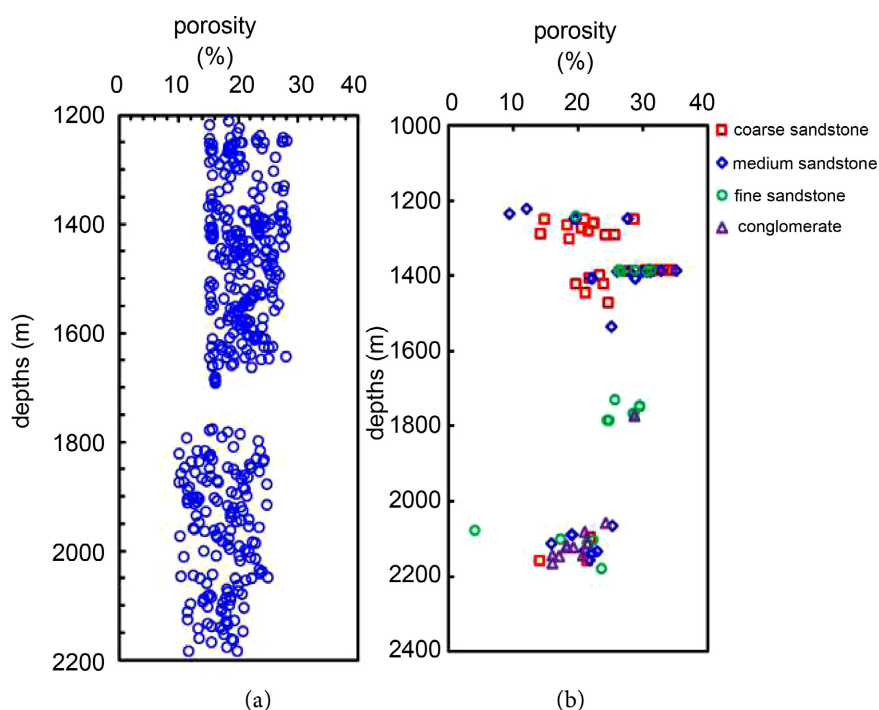 porosity
(%)
0 10 20 30 40
1200
1400
1600
1800
2000
2200
depths (m)
(a)
porosity
(%)
0 10 20 30 40
1000
1200
1400
1600
1800
2000
2200
2400
depths (m)
coarse sandstone
medium sandstone
fine sandstone
conglomerate
(b)